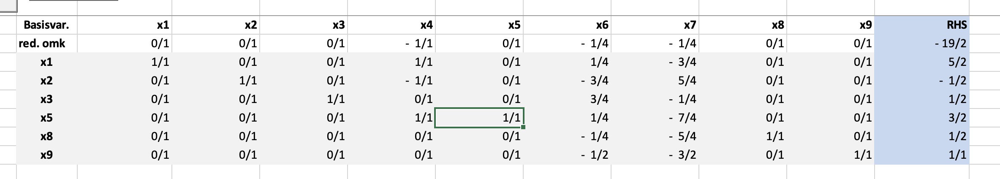 Basisvar. x1 x2 x3 x4 x5 x6 x7 x8 x9 RHS
red. omk 0/1 0/1 0/1 - 1/1 0/1 - 1/4 - 1/4 0/1 0/1 - 19/2
x1 1/1 0/1 0/1 1/1 0/1 1/4 - 3/4 0/1 0/1 5/2
x2 0/1 1/1 0/1 - 1/1 0/1 - 3/4 5/4 0/1 0/1 - 1/2
x3 0/1 0/1 1/1 0/1 0/1 3/4 - 1/4 0/1 0/1 1/2
x5 0/1 0/1 0/1 1/1 1/1 1/4 - 7/4 0/1 0/1 3/2
x8 0/1 0/1 0/1 0/1 0/1 - 1/4 - 5/4 1/1 0/1 1/2
x9 0/1 0/1 0/1 0/1 0/1 - 1/2 - 3/2 0/1 1/1 1/1